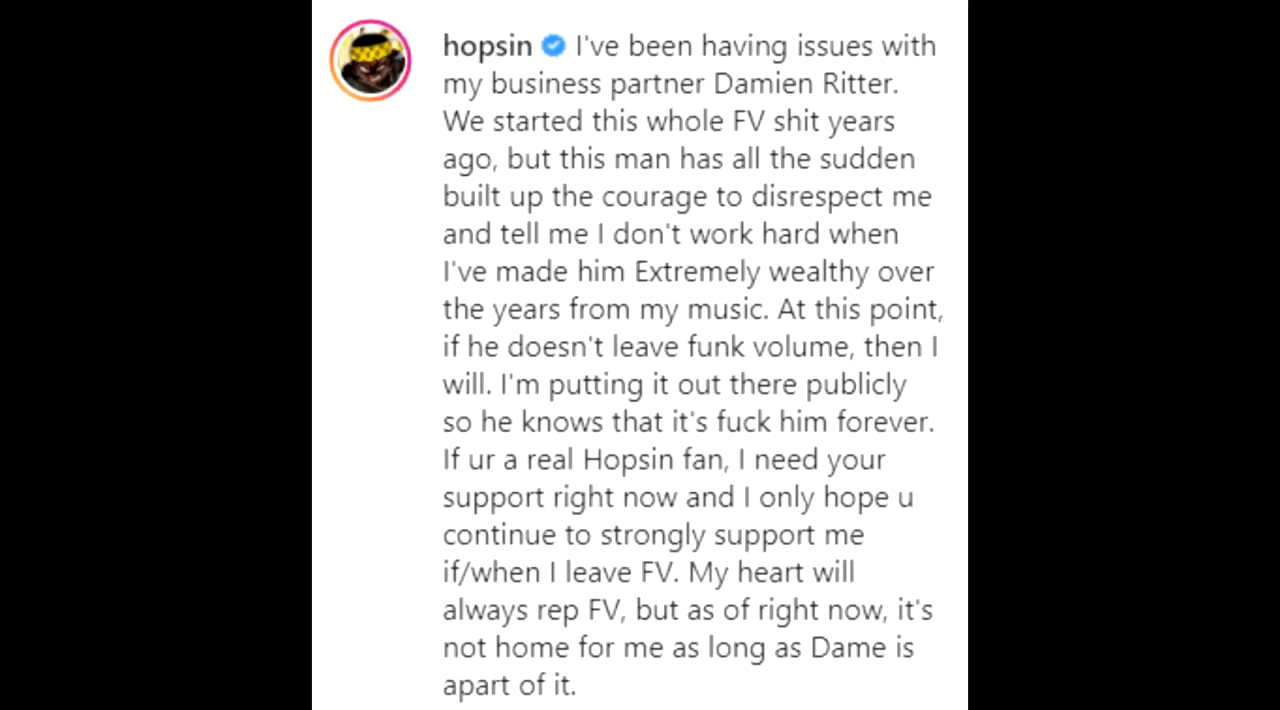 hopsin I've been having issues with
my business partner Damien Ritter.
We started this whole FV shit years
ago, but this man has all the sudden
built up the courage to disrespect me
and tell me I don't work hard when
I've made him Extremely wealthy over
the years from my music. At this point,
if he doesn't leave funk volume, then I
will. I'm putting it out there publicly
so he knows that it's fuck him forever.
If ur a real Hopsin fan, I need your
support right now and I only hope u
continue to strongly support me
if/when I leave FV. My heart will
always rep FV, but as of right now, it's
not home for me as long as Dame is
apart of it.